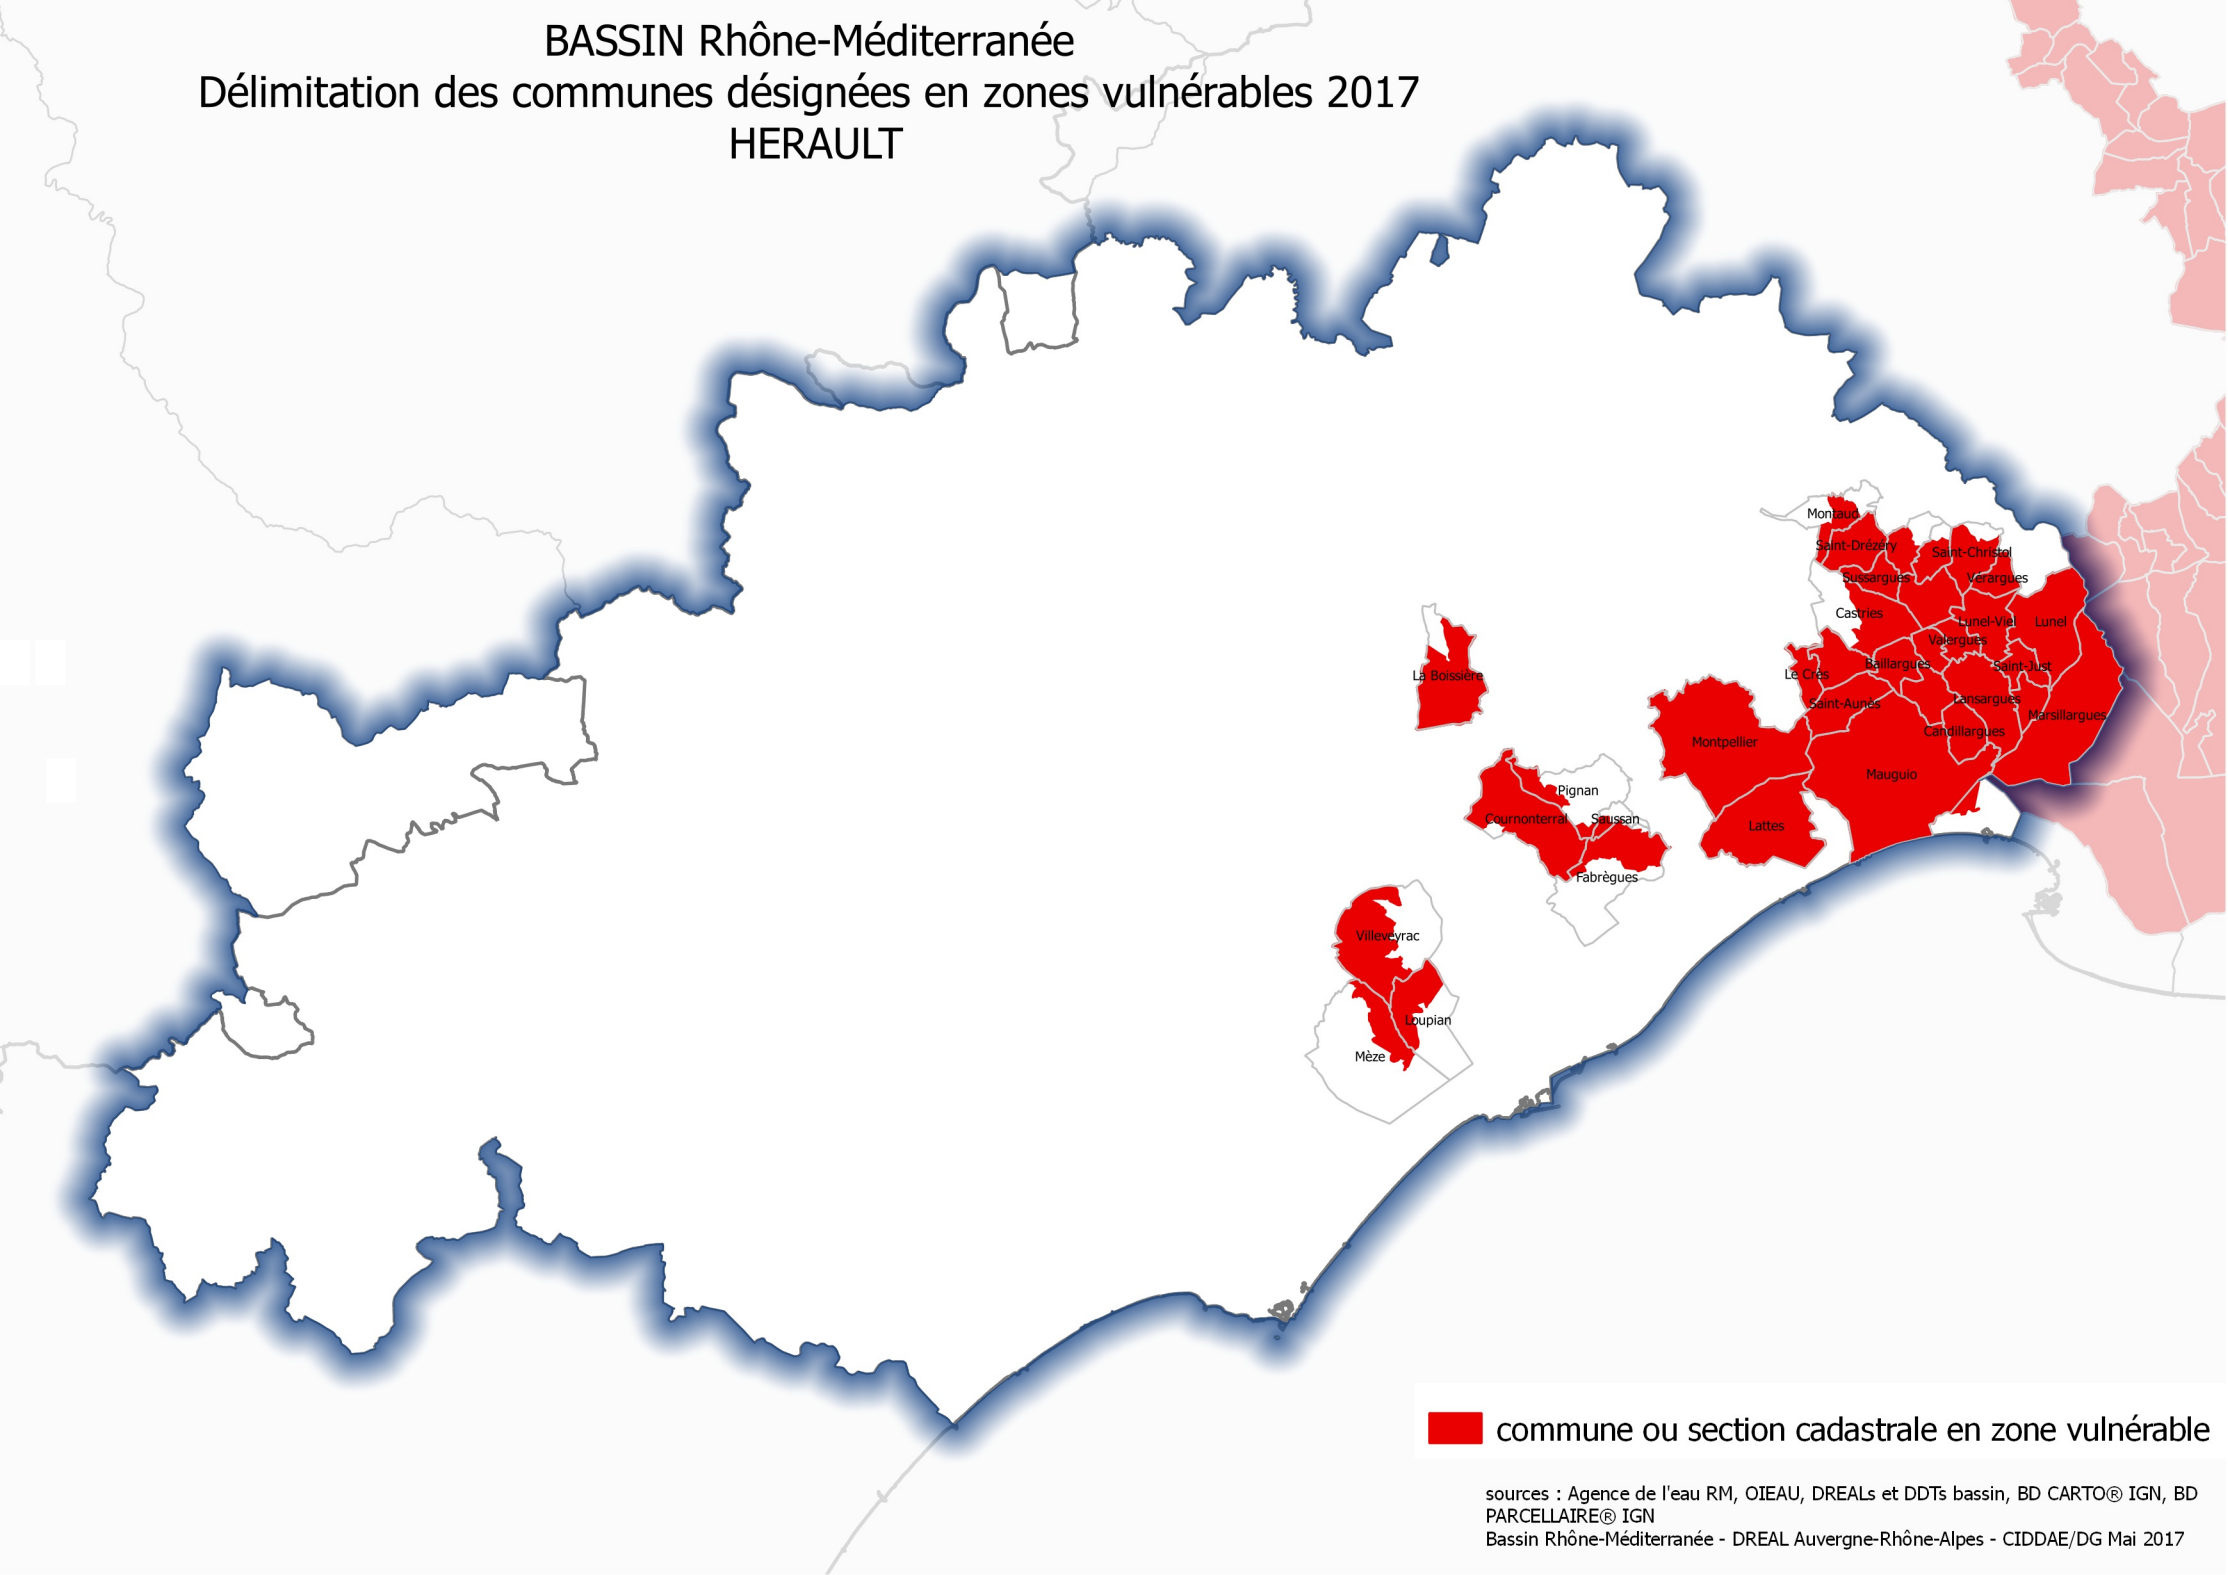 BASSIN Rhône-Méditerranée
Délimitation des communes désignées en zones vulnérables 2017
HERAULT
Montaud
Saint-Drézéry
Saint-Christol
Sussargues
Vérargues
Castries
Lunel-Viel
Lunel
Valergues
Baillargues
Saint-Just
Le Crès
La Boissière
Lansargues
Saint-Aunès
Marsillargues
Candillargues
Montpellier
Mauguio
Pignan
Cournonterral
Saussan
Lattes
Fabrègues
Villeveyrac
Loupian
Mèze
commune ou section cadastrale en zone vulnérable
sources : Agence de l'eau RM, OIEAU, DREALs et DDTs bassin, BD CARTO® IGN, BD
PARCELLAIRE® IGN
Bassin Rhône-Méditerranée - DREAL Auvergne-Rhône-Alpes - CIDDAE/DG Mai 2017